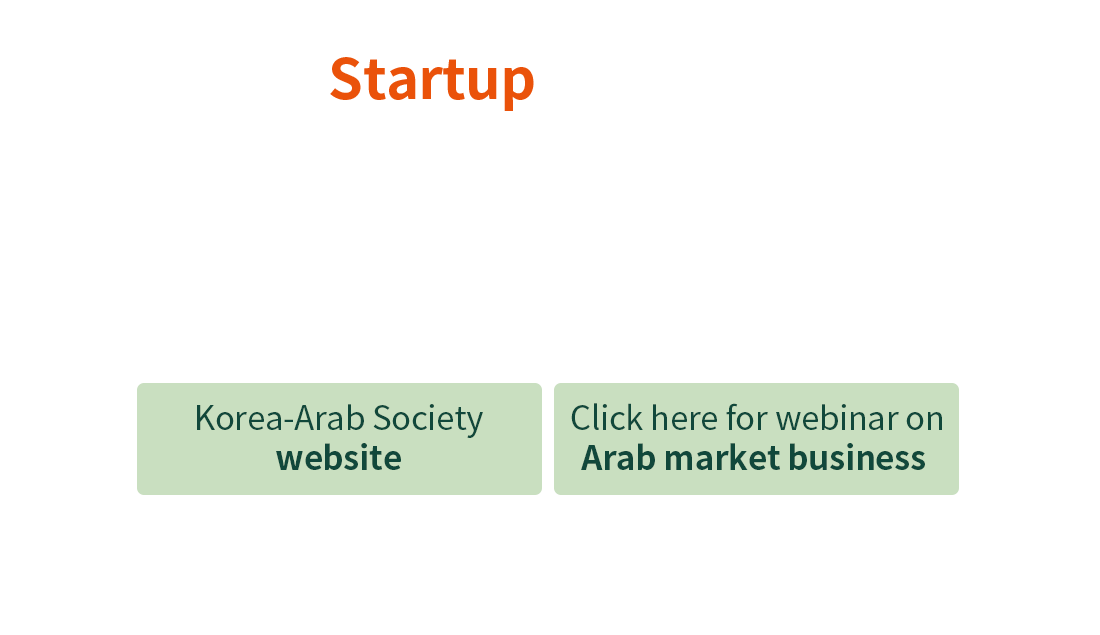 Startup
Korea-Arab Society
website
Click here for webinar on
Arab market business